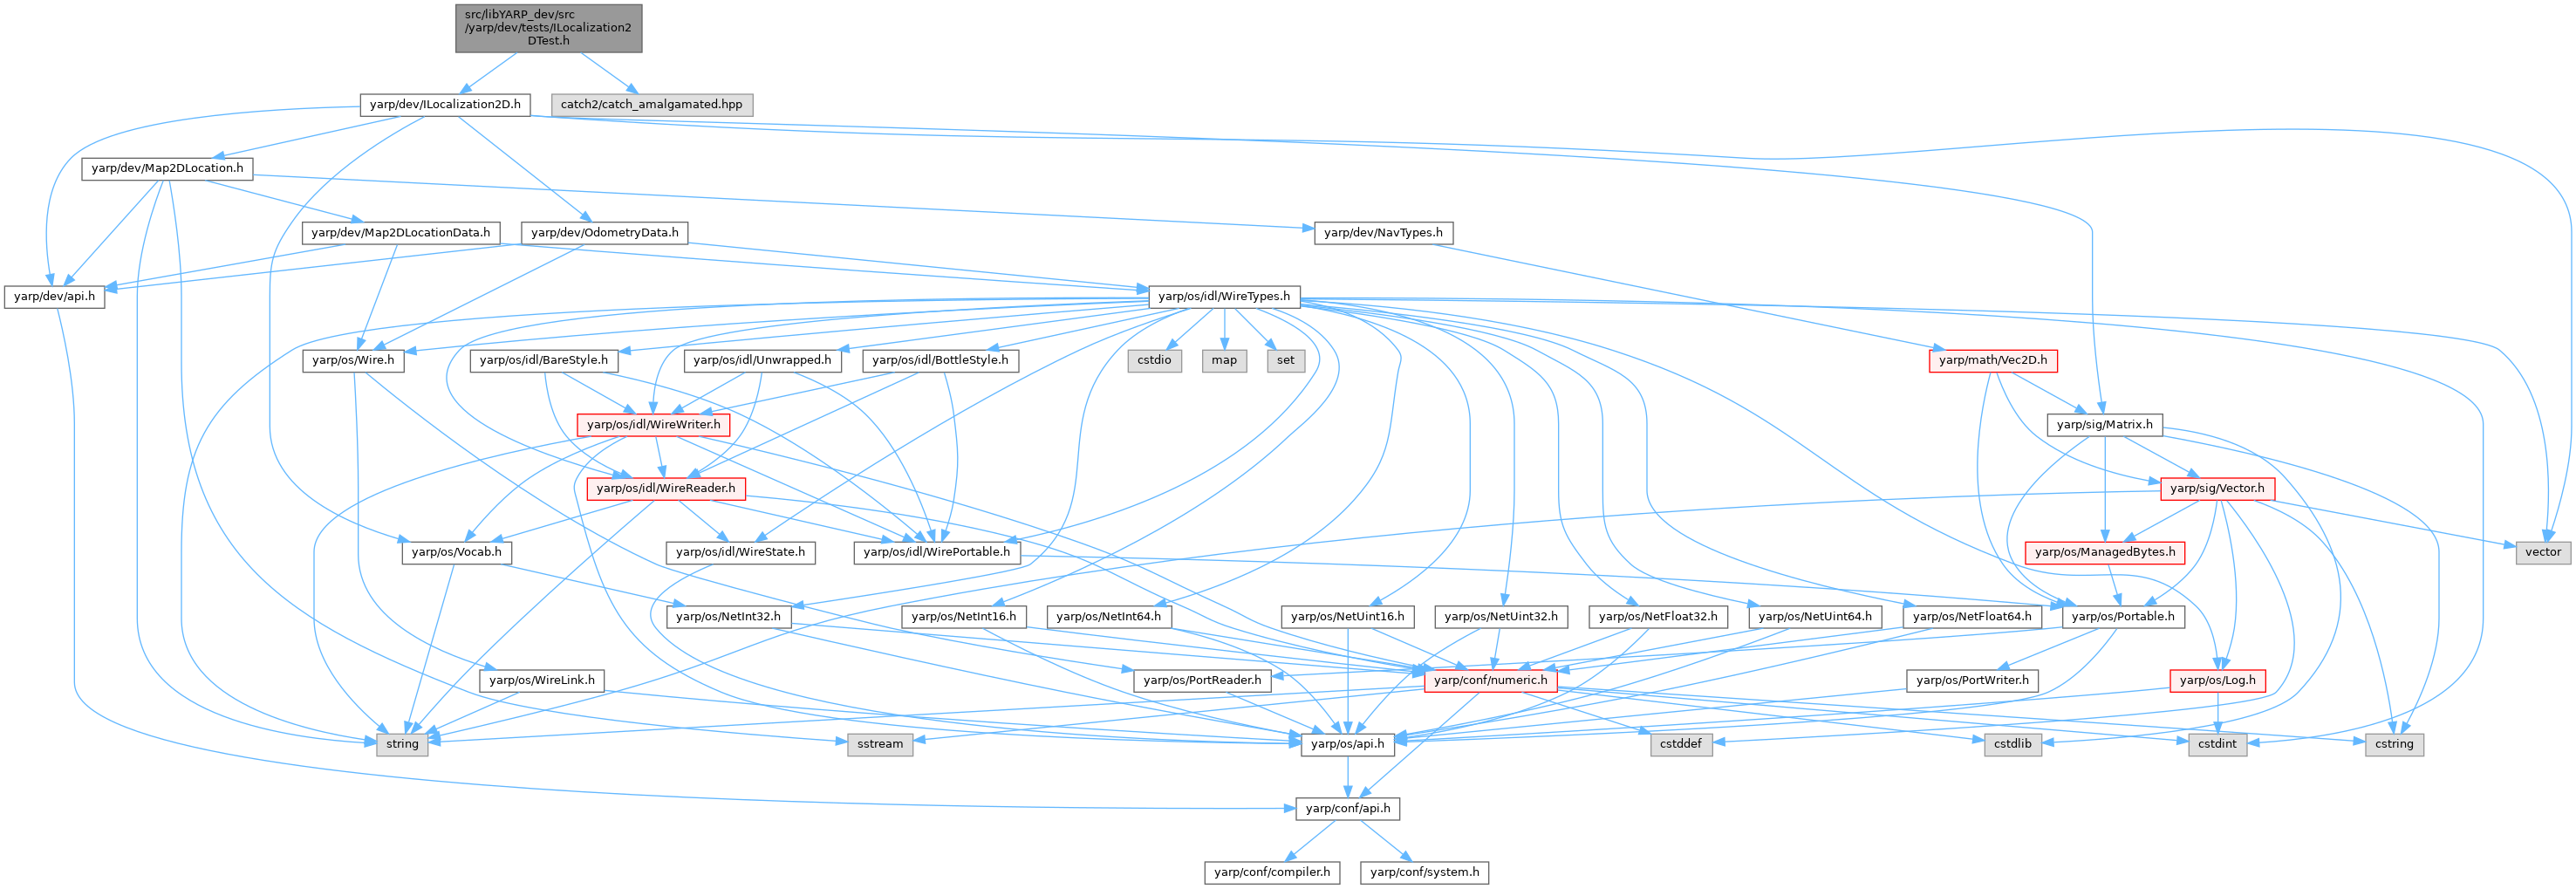 src/libYARP_dev/src
/yarp/dev/tests/ILocalization2
DTest.h
yarp/dev/ILocalization2D.h
catch2/catch_amalgamated.hpp
yarp/dev/Map2DLocation.h
yarp/dev/Map2DLocationData.h
yarp/dev/OdometryData.h
yarp/dev/NavTypes.h
yarp/dev/api.h
yarp/os/idl/WireTypes.h
yarp/os/Wire.h
yarp/os/idl/BareStyle.h
yarp/os/idl/Unwrapped.h
yarp/os/idl/BottleStyle.h
cstdio
map
set
yarp/math/Vec2D.h
yarp/os/idl/WireWriter.h
yarp/sig/Matrix.h
yarp/os/idl/WireReader.h
yarp/sig/Vector.h
yarp/os/Vocab.h
yarp/os/idl/WireState.h
yarp/os/idl/WirePortable.h
yarp/os/ManagedBytes.h
vector
yarp/os/NetInt32.h
yarp/os/NetInt16.h
yarp/os/NetInt64.h
yarp/os/NetUint16.h
yarp/os/NetUint32.h
yarp/os/NetFloat32.h
yarp/os/NetUint64.h
yarp/os/NetFloat64.h
yarp/os/Portable.h
yarp/os/WireLink.h
yarp/os/PortReader.h
yarp/conf/numeric.h
yarp/os/PortWriter.h
yarp/os/Log.h
string
sstream
yarp/os/api.h
cstddef
cstdlib
cstdint
cstring
yarp/conf/api.h
yarp/conf/compiler.h
yarp/conf/system.h